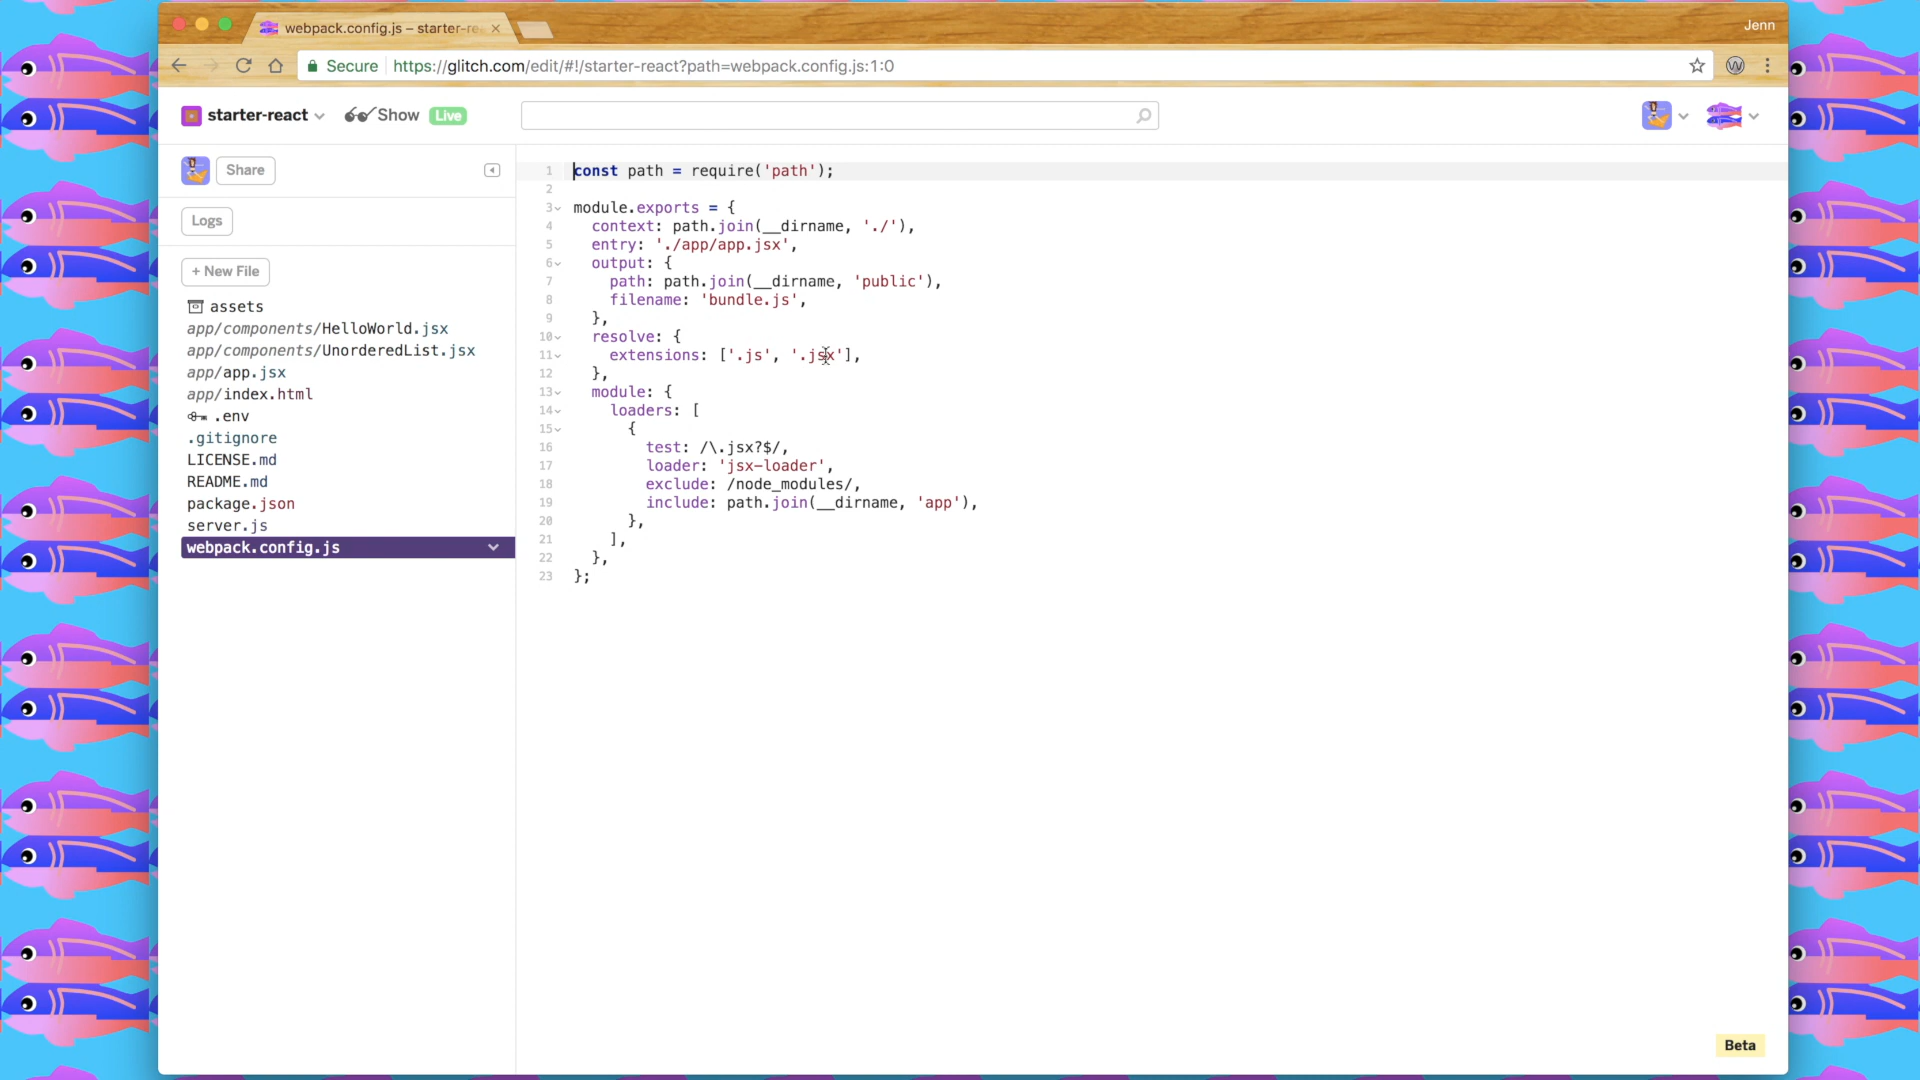 webpack.config.js – starter-re
Jenn
Secure https://glitch.com/edit/#!/starter-react?path=webpack.config.js:1:0
starter-react Show Live
Share
Logs
+ New File
assets
app/components/HelloWorld.jsx
app/components/UnorderedList.jsx
app/app.jsx
app/index.html
.env
.gitignore
LICENSE.md
README.md
package.json
server.js
webpack.config.js
1 const path = require('path');
2
3 module.exports = {
4 context: path.join(__dirname, './'),
5 entry: './app/app.jsx',
6 output: {
7 path: path.join(__dirname, 'public'),
8 filename: 'bundle.js',
9 },
10 resolve: {
11 extensions: ['.js', '.jsx'],
12 },
13 module: {
14 loaders: [
15 {
16 test: /\.jsx?$/,
17 loader: 'jsx-loader',
18 exclude: /node_modules/,
19 include: path.join(__dirname, 'app'),
20 },
21 ],
22 },
23 };
Beta